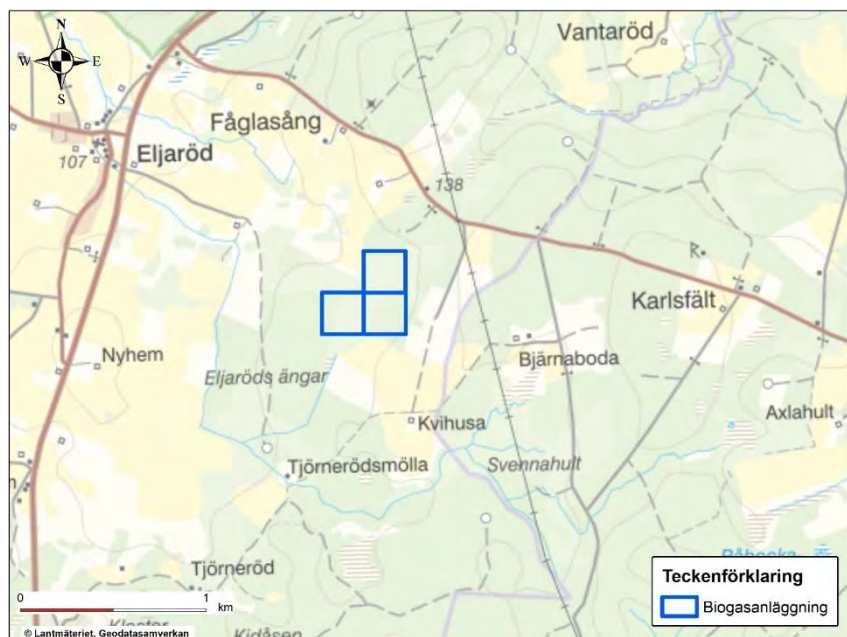 N
W E
S
Vantaröd
Fåglasång
Eljaröd
107
138
R
Karlsfält
Nyhem
Bjärnaboda
Eljaröds ängar
Kvihusa
Axlahult
Tjörnerödsmölla
Svennahult
Tjörneröd
Kidåsen
Teckenförklaring
Biogasanläggning
0 1
km
© Lantmäteriet, Geodatasamverkan